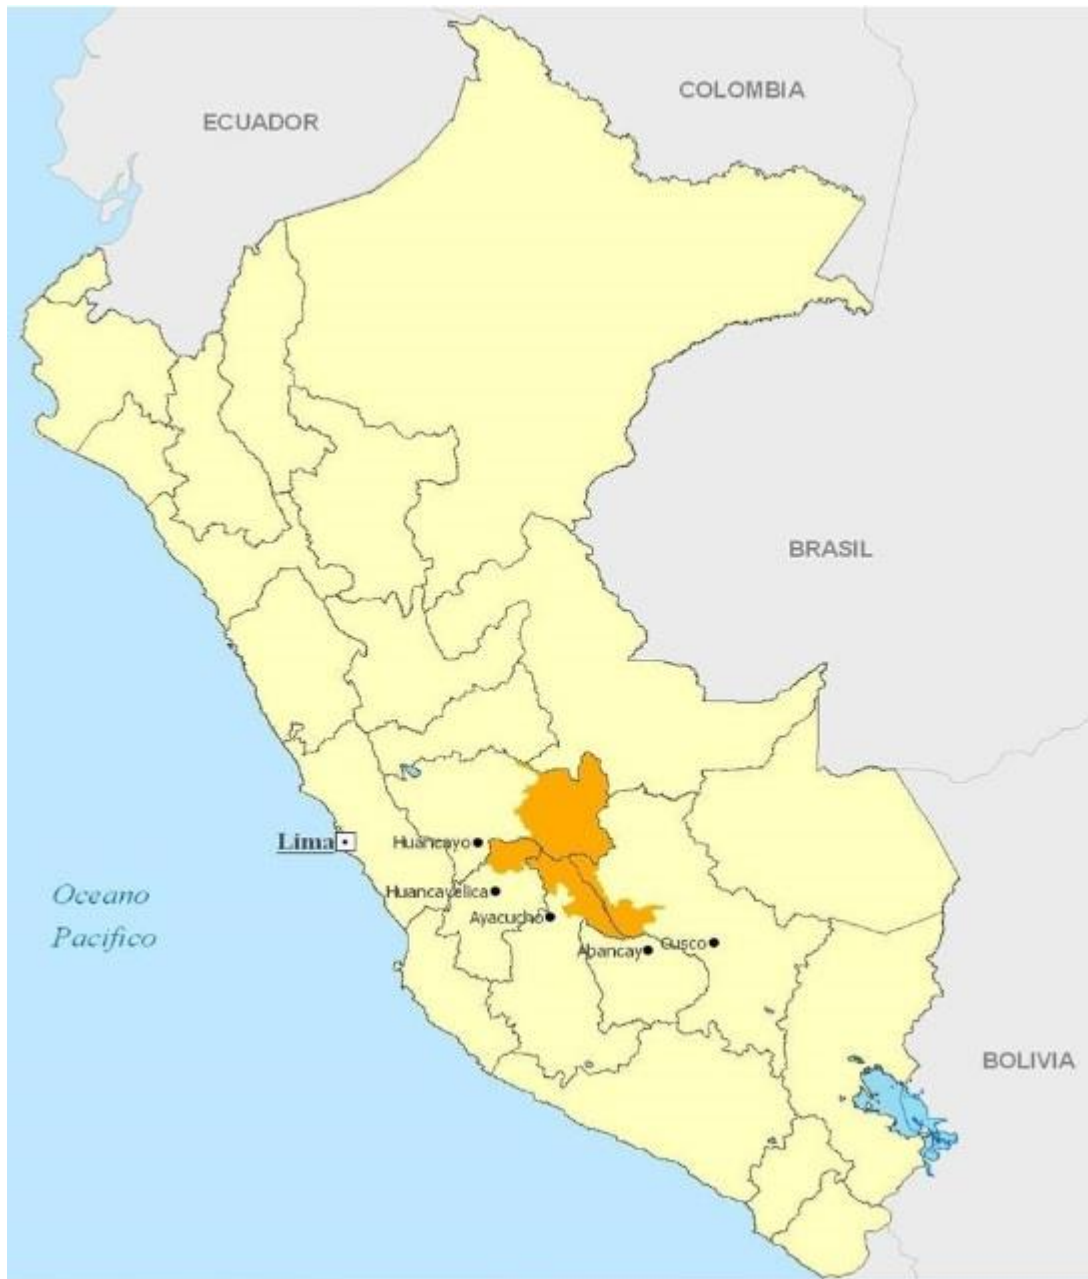 COLOMBIA
ECUADOR
BRASIL
Lima
Huancayo
Huancavelica
Oceano
Pacifico
Ayacucho
Abancay
Cusco
BOLIVIA